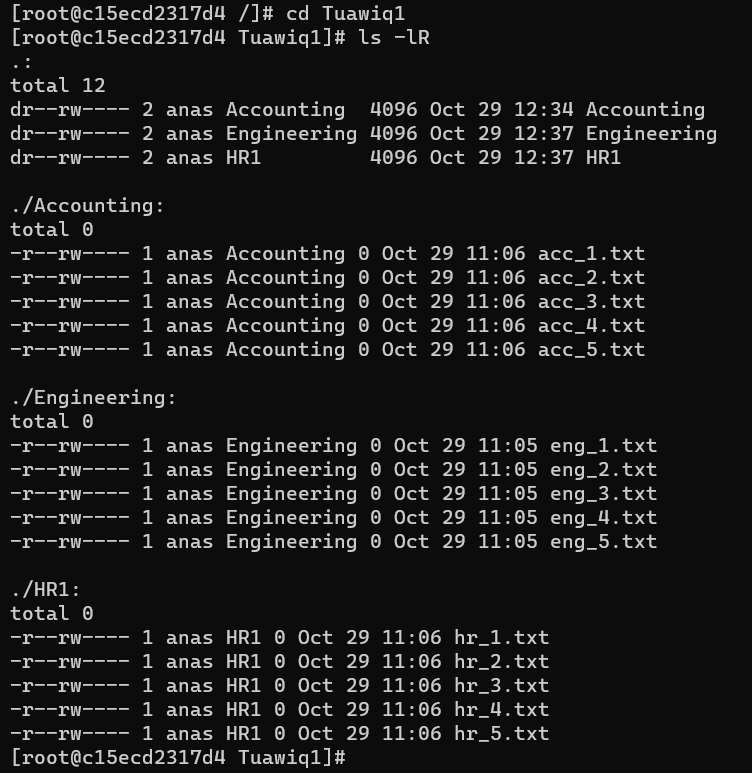 [root@c15ecd2317d4 /]# cd Tuawiq1
[root@c15ecd2317d4 Tuawiq1]# ls -lR
.:
total 12
dr--rw---- 2 anas Accounting  4096 Oct 29 12:34 Accounting
dr--rw---- 2 anas Engineering 4096 Oct 29 12:37 Engineering
dr--rw---- 2 anas HR1         4096 Oct 29 12:37 HR1

./Accounting:
total 0
-r--rw---- 1 anas Accounting 0 Oct 29 11:06 acc_1.txt
-r--rw---- 1 anas Accounting 0 Oct 29 11:06 acc_2.txt
-r--rw---- 1 anas Accounting 0 Oct 29 11:06 acc_3.txt
-r--rw---- 1 anas Accounting 0 Oct 29 11:06 acc_4.txt
-r--rw---- 1 anas Accounting 0 Oct 29 11:06 acc_5.txt

./Engineering:
total 0
-r--rw---- 1 anas Engineering 0 Oct 29 11:05 eng_1.txt
-r--rw---- 1 anas Engineering 0 Oct 29 11:05 eng_2.txt
-r--rw---- 1 anas Engineering 0 Oct 29 11:05 eng_3.txt
-r--rw---- 1 anas Engineering 0 Oct 29 11:05 eng_4.txt
-r--rw---- 1 anas Engineering 0 Oct 29 11:05 eng_5.txt

./HR1:
total 0
-r--rw---- 1 anas HR1 0 Oct 29 11:06 hr_1.txt
-r--rw---- 1 anas HR1 0 Oct 29 11:06 hr_2.txt
-r--rw---- 1 anas HR1 0 Oct 29 11:06 hr_3.txt
-r--rw---- 1 anas HR1 0 Oct 29 11:06 hr_4.txt
-r--rw---- 1 anas HR1 0 Oct 29 11:06 hr_5.txt
[root@c15ecd2317d4 Tuawiq1]#